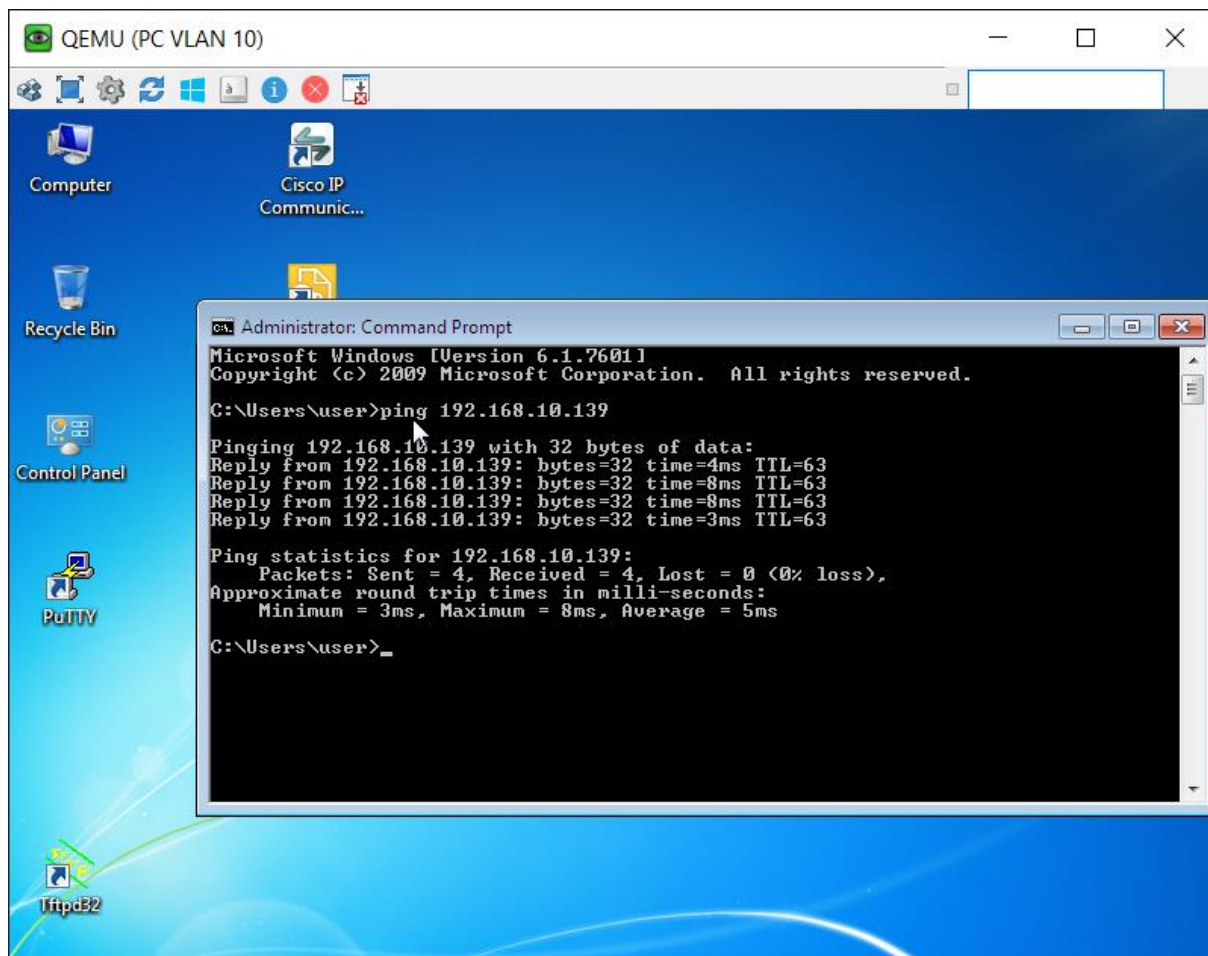 QEMU (PC VLAN 10)
Computer
Cisco IP
Communic...
Recycle Bin
Control Panel
PuTTY
Tftpd32
Administrator: Command Prompt
Microsoft Windows [Version 6.1.7601]
Copyright (c) 2009 Microsoft Corporation.  All rights reserved.
C:\Users\user>ping 192.168.10.139
Pinging 192.168.10.139 with 32 bytes of data:
Reply from 192.168.10.139: bytes=32 time=4ms TTL=63
Reply from 192.168.10.139: bytes=32 time=8ms TTL=63
Reply from 192.168.10.139: bytes=32 time=8ms TTL=63
Reply from 192.168.10.139: bytes=32 time=3ms TTL=63
Ping statistics for 192.168.10.139:
    Packets: Sent = 4, Received = 4, Lost = 0 (0% loss),
Approximate round trip times in milli-seconds:
    Minimum = 3ms, Maximum = 8ms, Average = 5ms
C:\Users\user>_